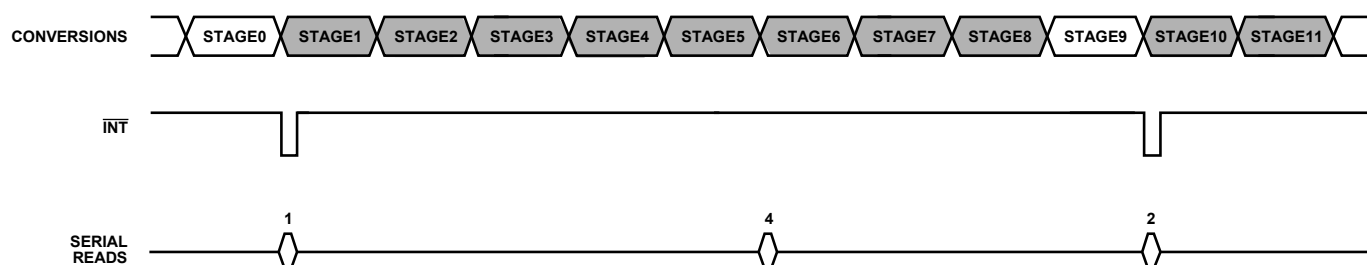 CONVERSIONS STAGE0 STAGE1 STAGE2 STAGE3 STAGE4 STAGE5 STAGE6 STAGE7 STAGE8 STAGE9 STAGE10 STAGE11
INT
1 4 2
SERIAL
READS